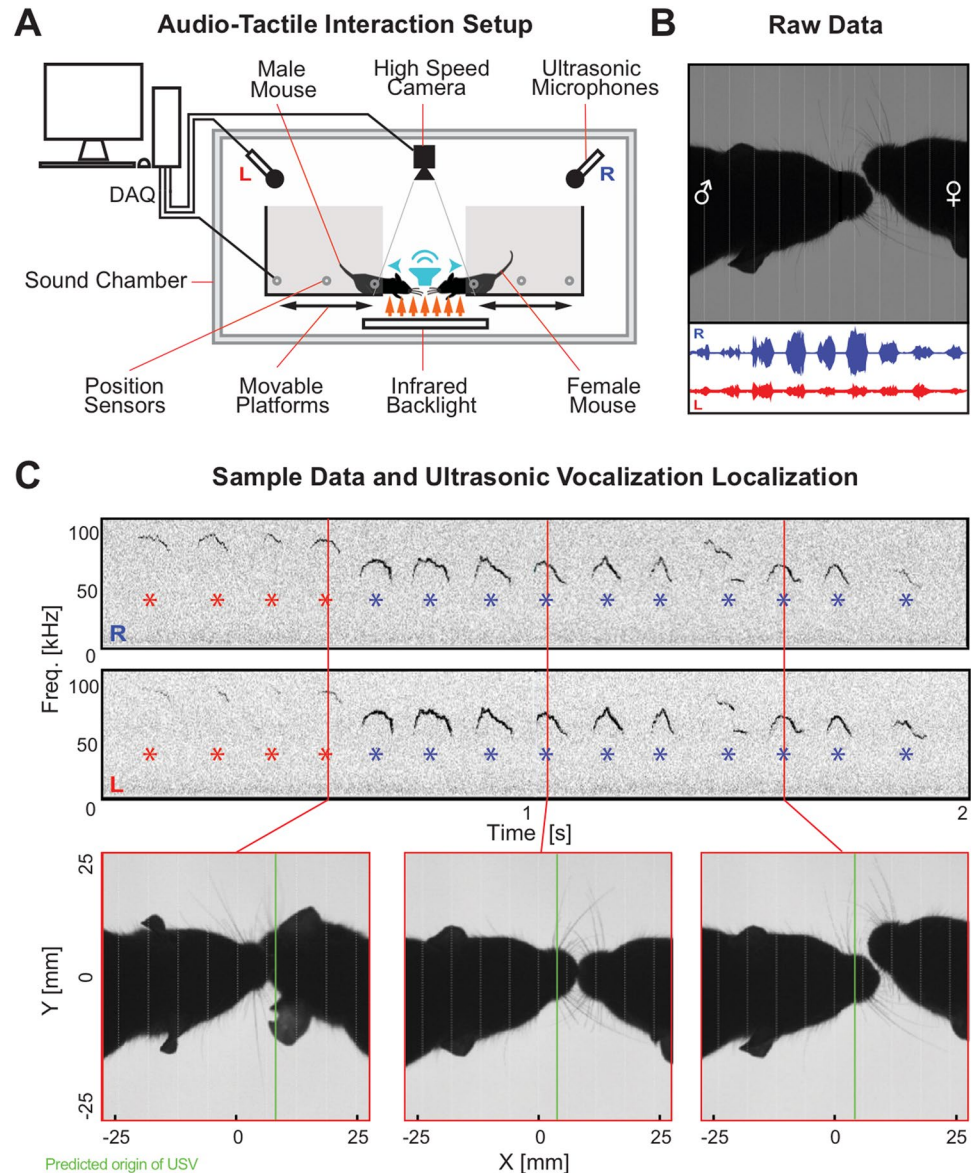 A
Audio-Tactile Interaction Setup
Male
Mouse
High Speed
Camera
Ultrasonic
Microphones
L
R
DAQ
Sound Chamber
Position
Sensors
Movable
Platforms
Infrared
Backlight
Female
Mouse
B
Raw Data
♂
♀
R
L
C
Sample Data and Ultrasonic Vocalization Localization
Freq. [kHz]
100
50
0
* * * * * * * * * * * * * *
R
100
50
0
* * * * * * * * * * * * * *
L
1
2
Time [s]
Y [mm]
25
0
-25
-25 0 25
-25 0 25
-25 0 25
X [mm]
Predicted origin of USV